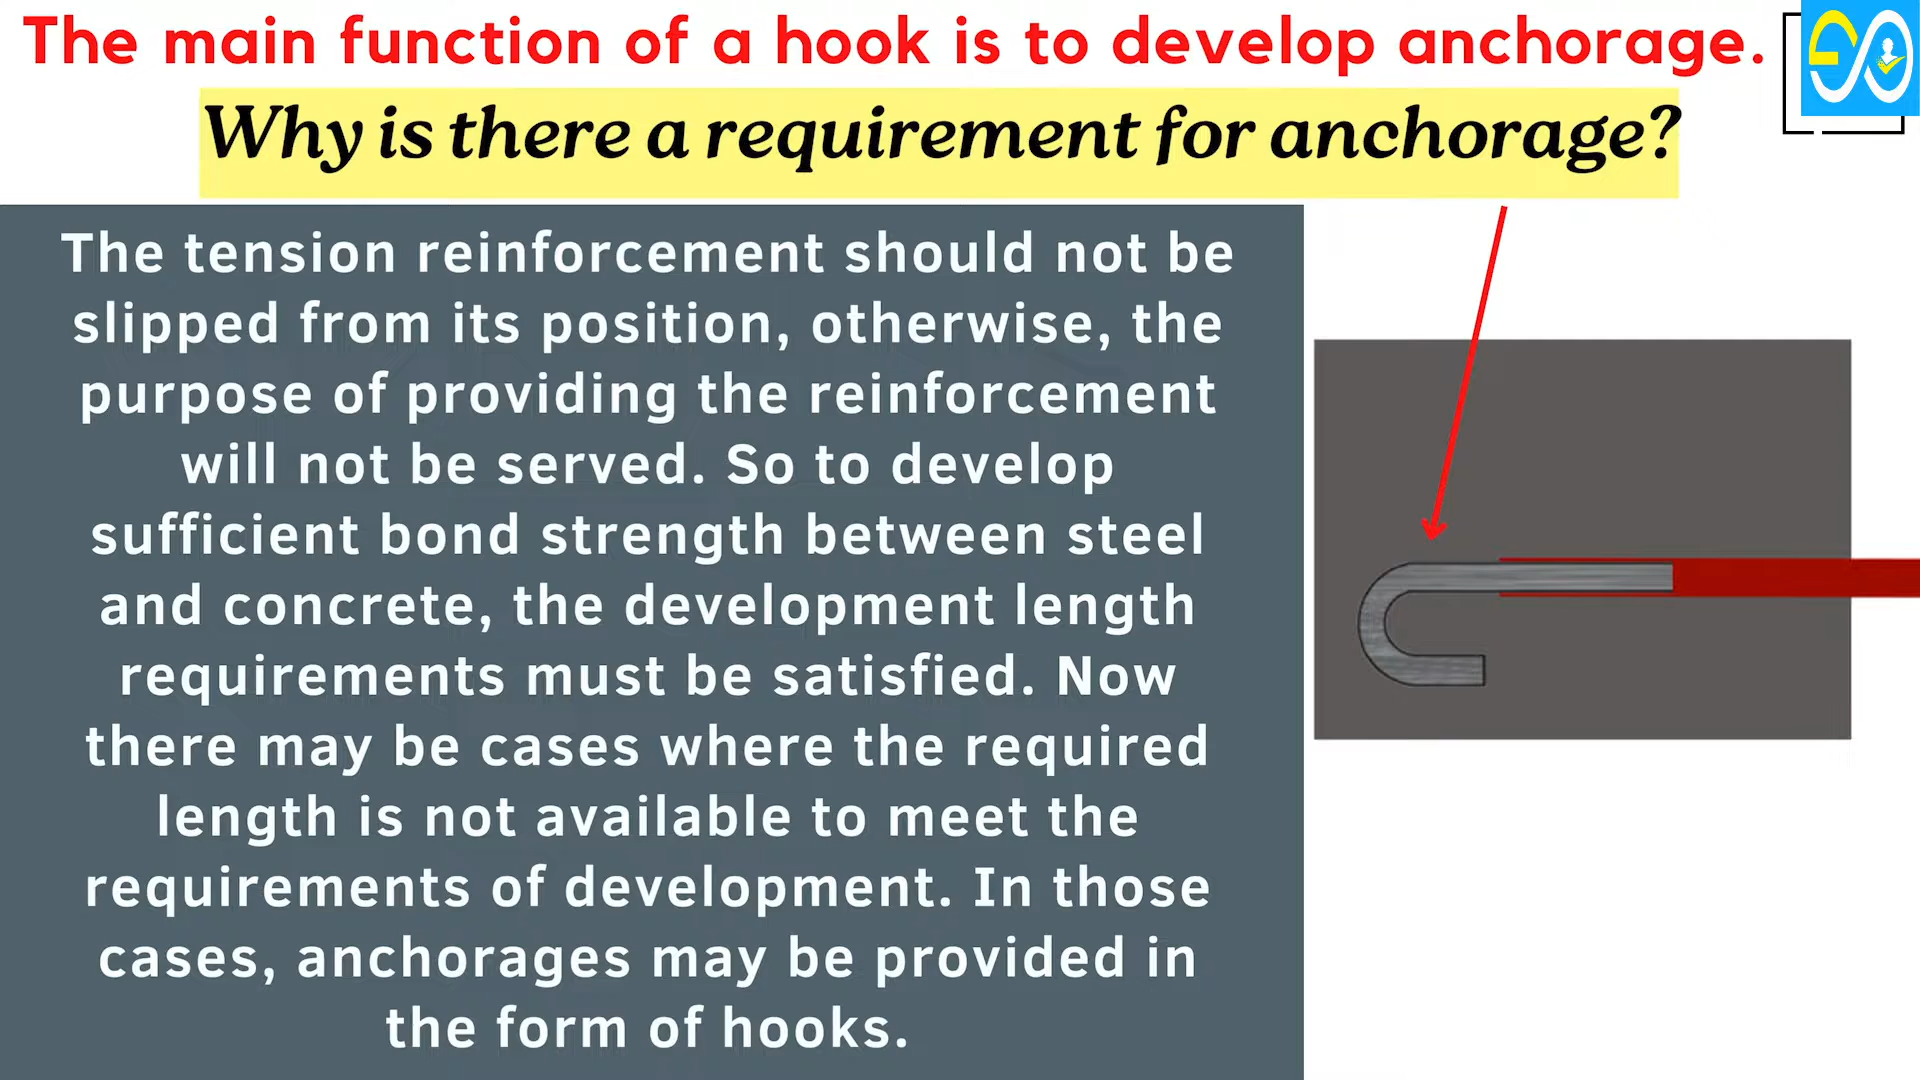 The main function of a hook is to develop anchorage.
Why is there a requirement for anchorage?
The tension reinforcement should not be
slipped from its position, otherwise, the
purpose of providing the reinforcement
will not be served. So to develop
sufficient bond strength between steel
and concrete, the development length
requirements must be satisfied. Now
there may be cases where the required
length is not available to meet the
requirements of development. In those
cases, anchorages may be provided in
the form of hooks.